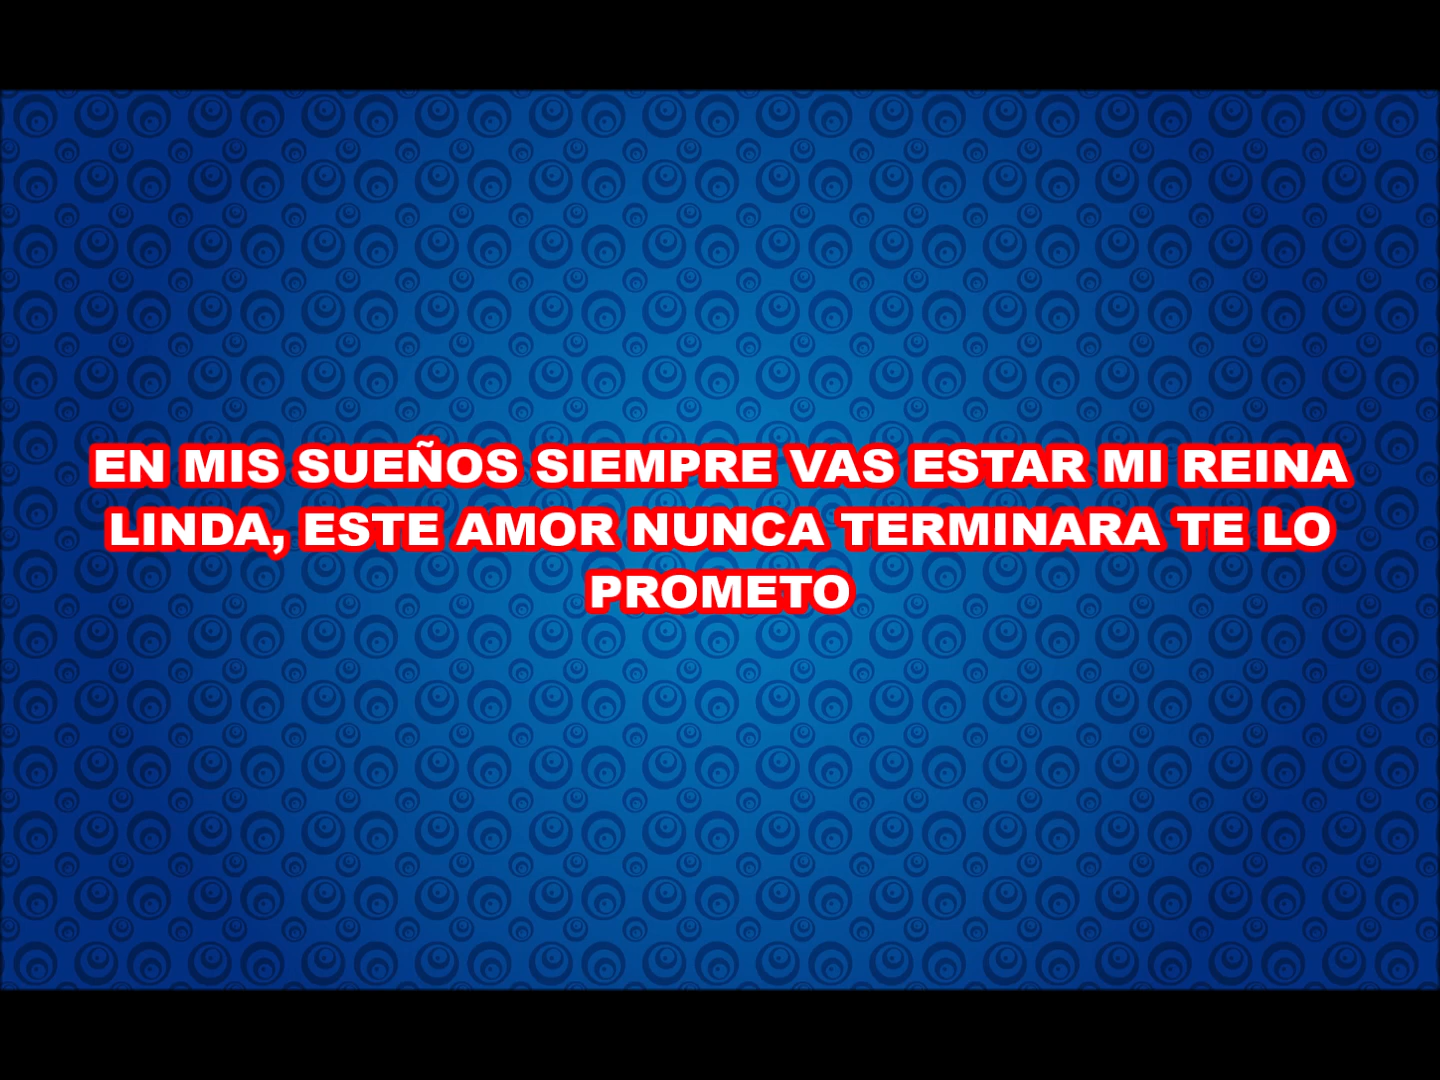 EN MIS SUEÑOS SIEMPRE VAS ESTAR MI REINA
LINDA, ESTE AMOR NUNCA TERMINARA TE LO
PROMETO